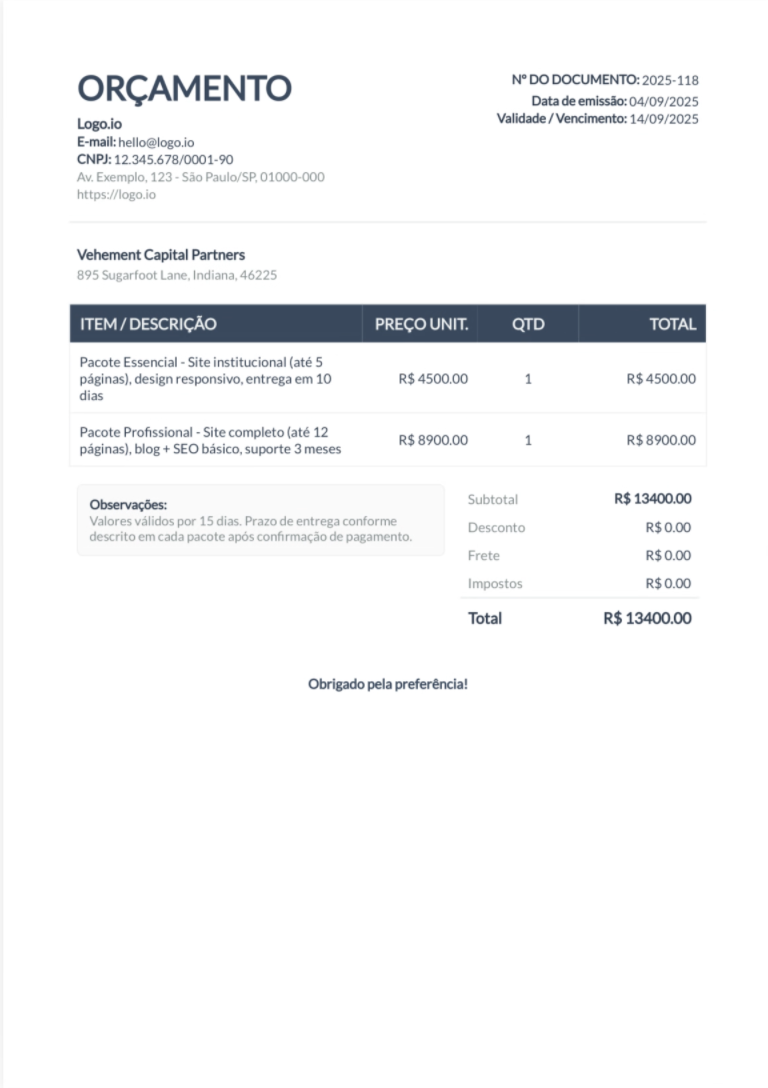 ORÇAMENTO
Nº DO DOCUMENTO: 2025-118
Data de emissão: 04/09/2025
Validade / Vencimento: 14/09/2025
Logo.io
E-mail: hello@logo.io
CNPJ: 12.345.678/0001-90
Av. Exemplo, 123 - São Paulo/SP, 01000-000
https://logo.io
Vehement Capital Partners
895 Sugarfoot Lane, Indiana, 46225
ITEM / DESCRIÇÃO PREÇO UNIT. QTD TOTAL
Pacote Essencial - Site institucional (até 5
páginas), design responsivo, entrega em 10
dias
R$ 4500.00 1 R$ 4500.00
Pacote Profissional - Site completo (até 12
páginas), blog + SEO básico, suporte 3 meses
R$ 8900.00 1 R$ 8900.00
Observações:
Valores válidos por 15 dias. Prazo de entrega conforme
descrito em cada pacote após confirmação de pagamento.
Subtotal R$ 13400.00
Desconto R$ 0.00
Frete R$ 0.00
Impostos R$ 0.00
Total R$ 13400.00
Obrigado pela preferência!